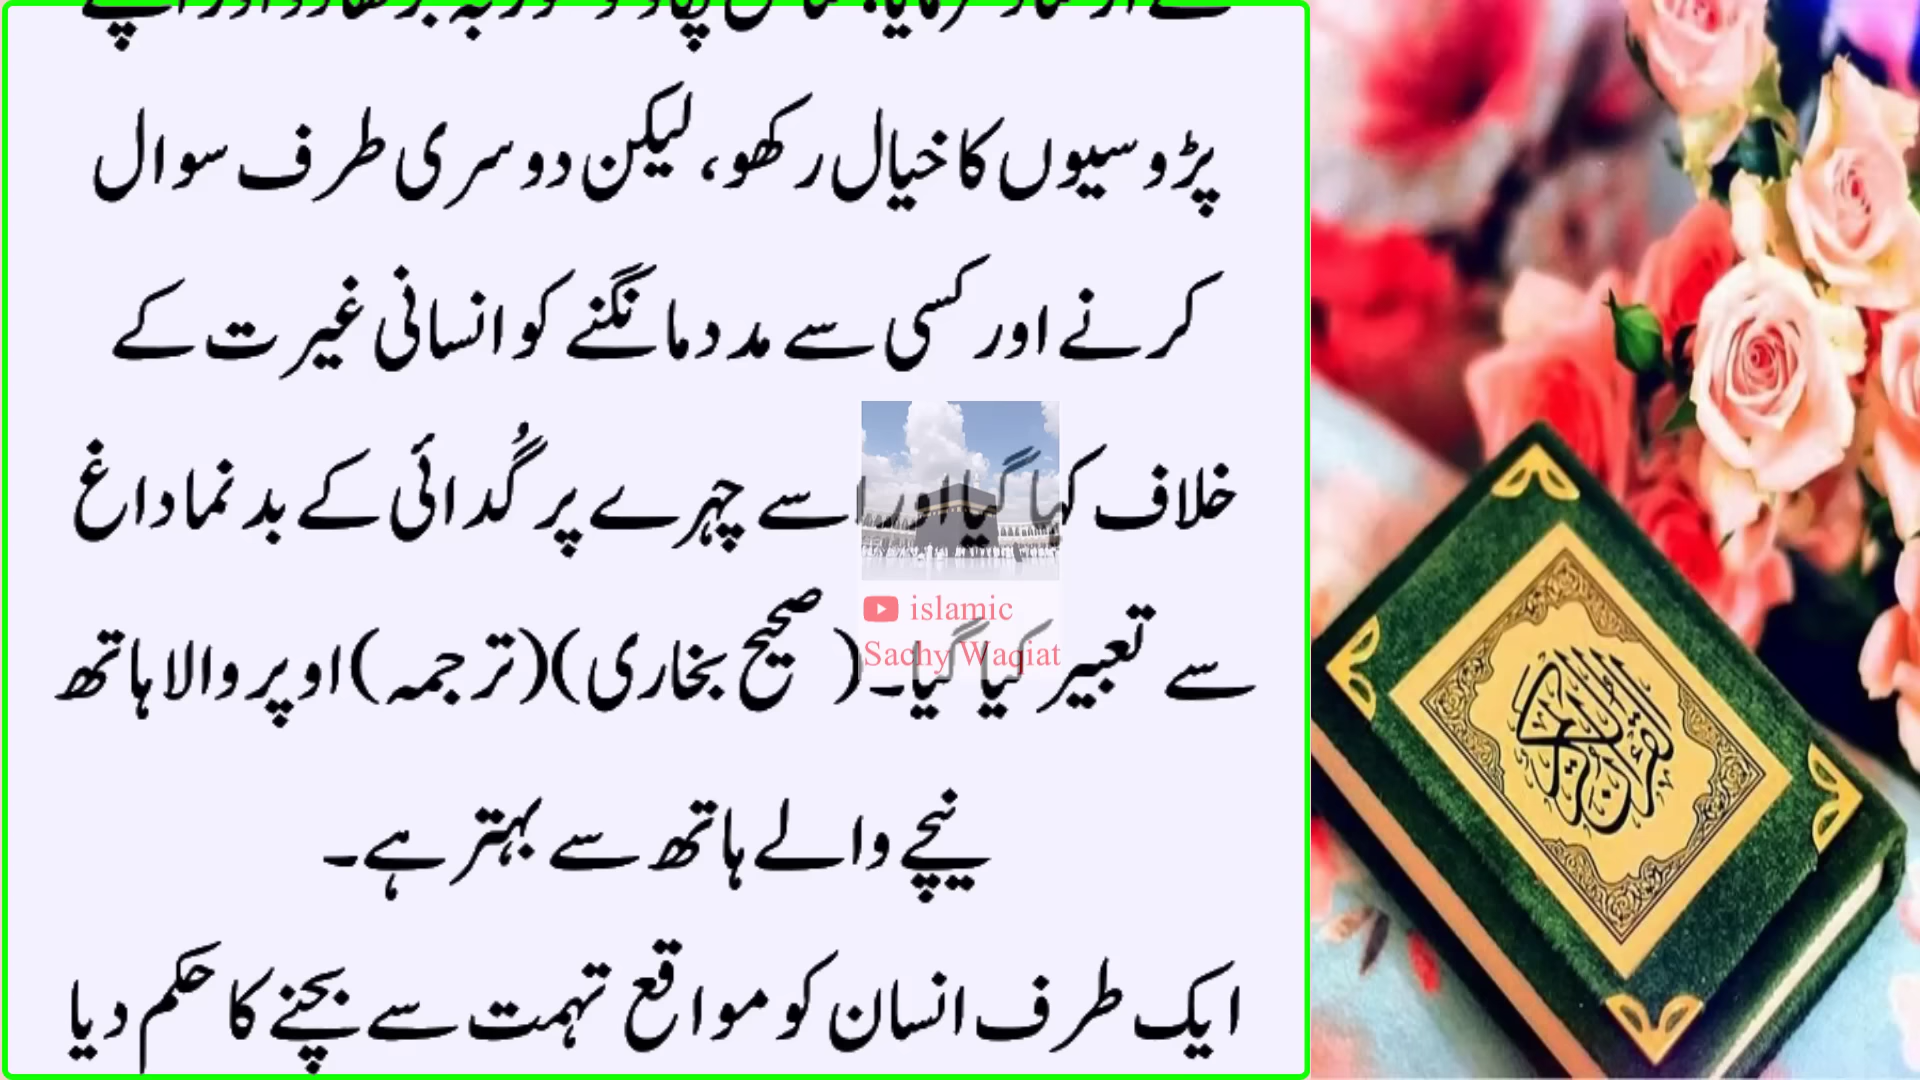 پڑوسیوں کا خیال رکھو، لیکن دوسری طرف سوال
کرنے اور کسی سے مدد مانگنے کو انسانی غیرت کے
خلاف کہا گیا اور اسے چہرے پر گُدائی کے بدنما داغ
سے تعبیر کیا گیا۔ (صحیح بخاری)(ترجمہ) اوپر والا ہاتھ
نیچے والے ہاتھ سے بہتر ہے۔
ایک طرف انسان کو مواقع تہمت سے بچنے کا حکم دیا
islamic
Sachy Waqiat
القرآن الكريم